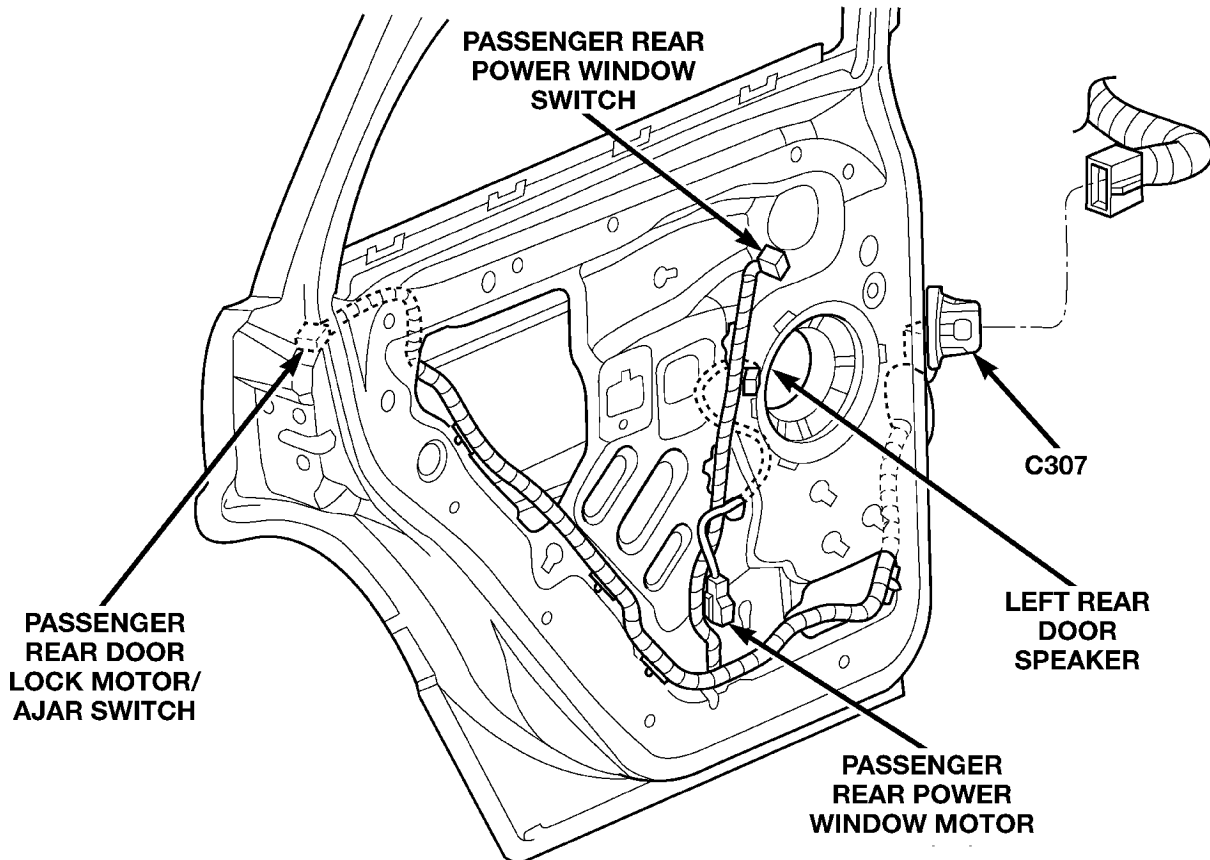 PASSENGER REAR
POWER WINDOW
SWITCH
C307
PASSENGER
REAR DOOR
LOCK MOTOR/
AJAR SWITCH
LEFT REAR
DOOR
SPEAKER
PASSENGER
REAR POWER
WINDOW MOTOR